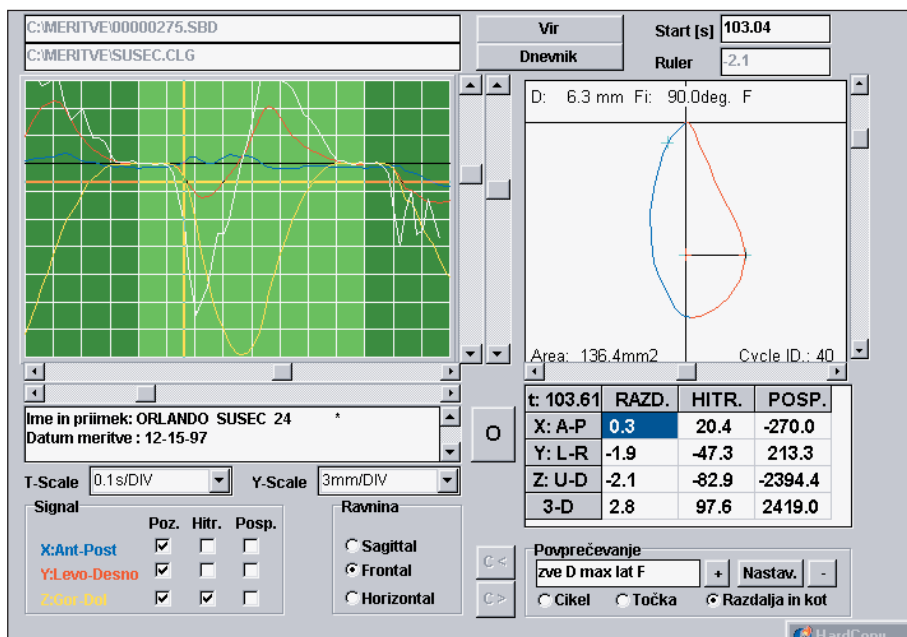 C:\MERITVE\00000275.SBD
C:\MERITVE\SUSEC.CLG
Vir
Dnevnik
Start [s] 103.04
Ruler -2.1
D: 6.3 mm Fi: 90.0deg. F
Area: 136.4mm2 Cycle ID.: 40
Ime in priimek: ORLANDO SUSEC 24 *
Datum meritve : 12-15-97
O
t: 103.61 RAZD. HITR. POSP.
X: A-P 0.3 20.4 -270.0
Y: L-R -1.9 -47.3 213.3
Z: U-D -2.1 -82.9 -2394.4
3-D 2.8 97.6 2419.0
T-Scale 0.1s/DIV Y-Scale 3mm/DIV
Signal
Poz. Hitr. Posp.
X:Ant-Post
Y:Levo-Desno
Z:Gor-Dol
Ravnina
Sagittal
Frontal
Horizontal
C <
C >
Povprečevanje
zve D max lat F + Nastav. -
Cikel Točka Razdalja in kot
HardCopy